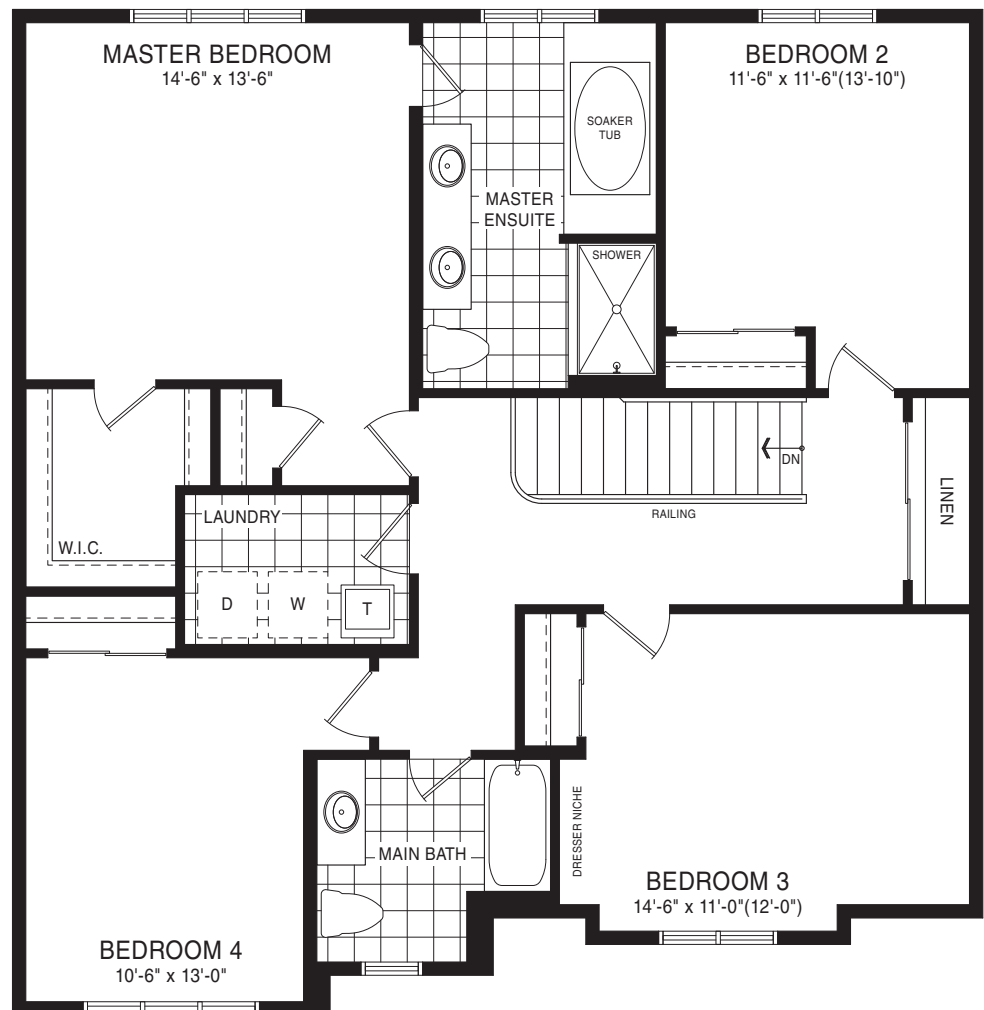 MASTER BEDROOM
14'-6" x 13'-6"
BEDROOM 2
11'-6" x 11'-6"(13'-10")
SOAKER
TUB
MASTER
ENSUITE
SHOWER
DN
RAILING
LINEN
LAUNDRY
W.I.C.
D
W
T
DRESSER NICHE
MAIN BATH
BEDROOM 3
14'-6" x 11'-0"(12'-0")
BEDROOM 4
10'-6" x 13'-0"